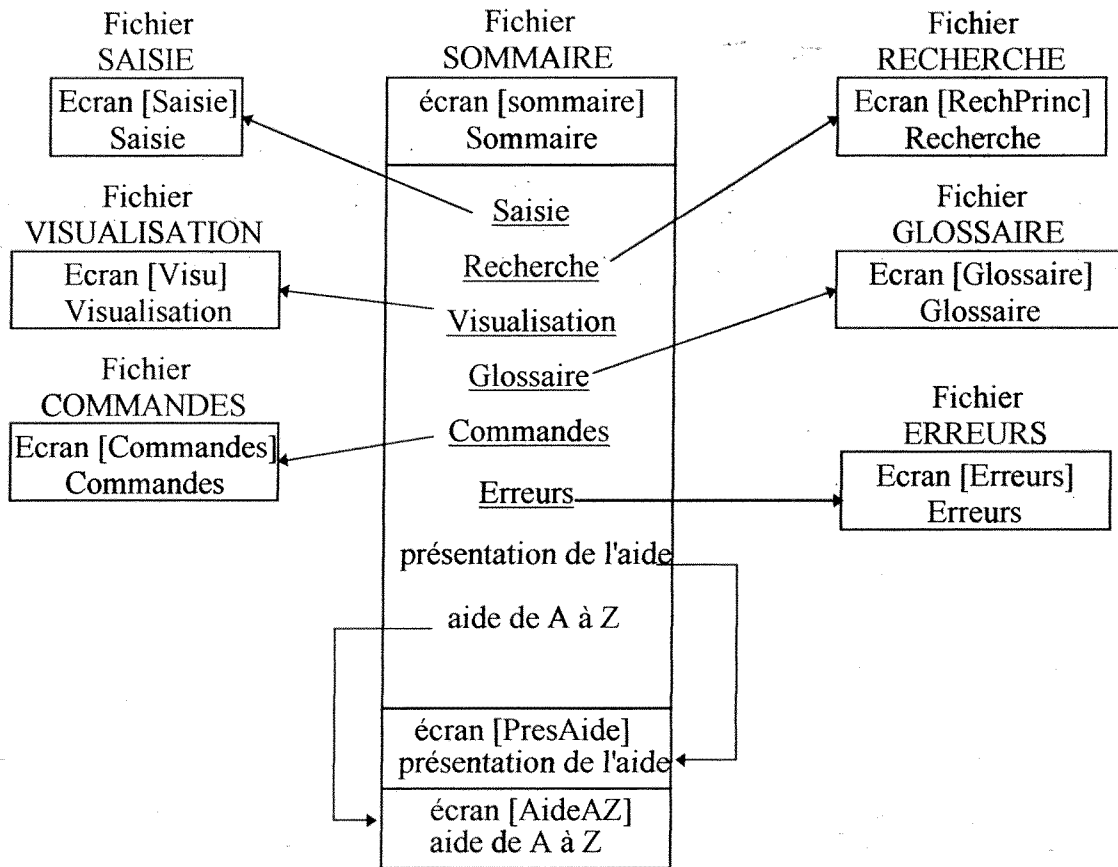 Fichier
SAISIE
Ecran [Saisie]
Saisie
Fichier
VISUALISATION
Ecran [Visu]
Visualisation
Fichier
COMMANDES
Ecran [Commandes]
Commandes
Fichier
SOMMAIRE
écran [sommaire]
Sommaire
Saisie
Recherche
Visualisation
Glossaire
Commandes
Erreurs
présentation de l'aide
aide de A à Z
écran [PresAide]
présentation de l'aide
écran [AideAZ]
aide de A à Z
Fichier
RECHERCHE
Ecran [RechPrinc]
Recherche
Fichier
GLOSSAIRE
Ecran [Glossaire]
Glossaire
Fichier
ERREURS
Ecran [Erreurs]
Erreurs